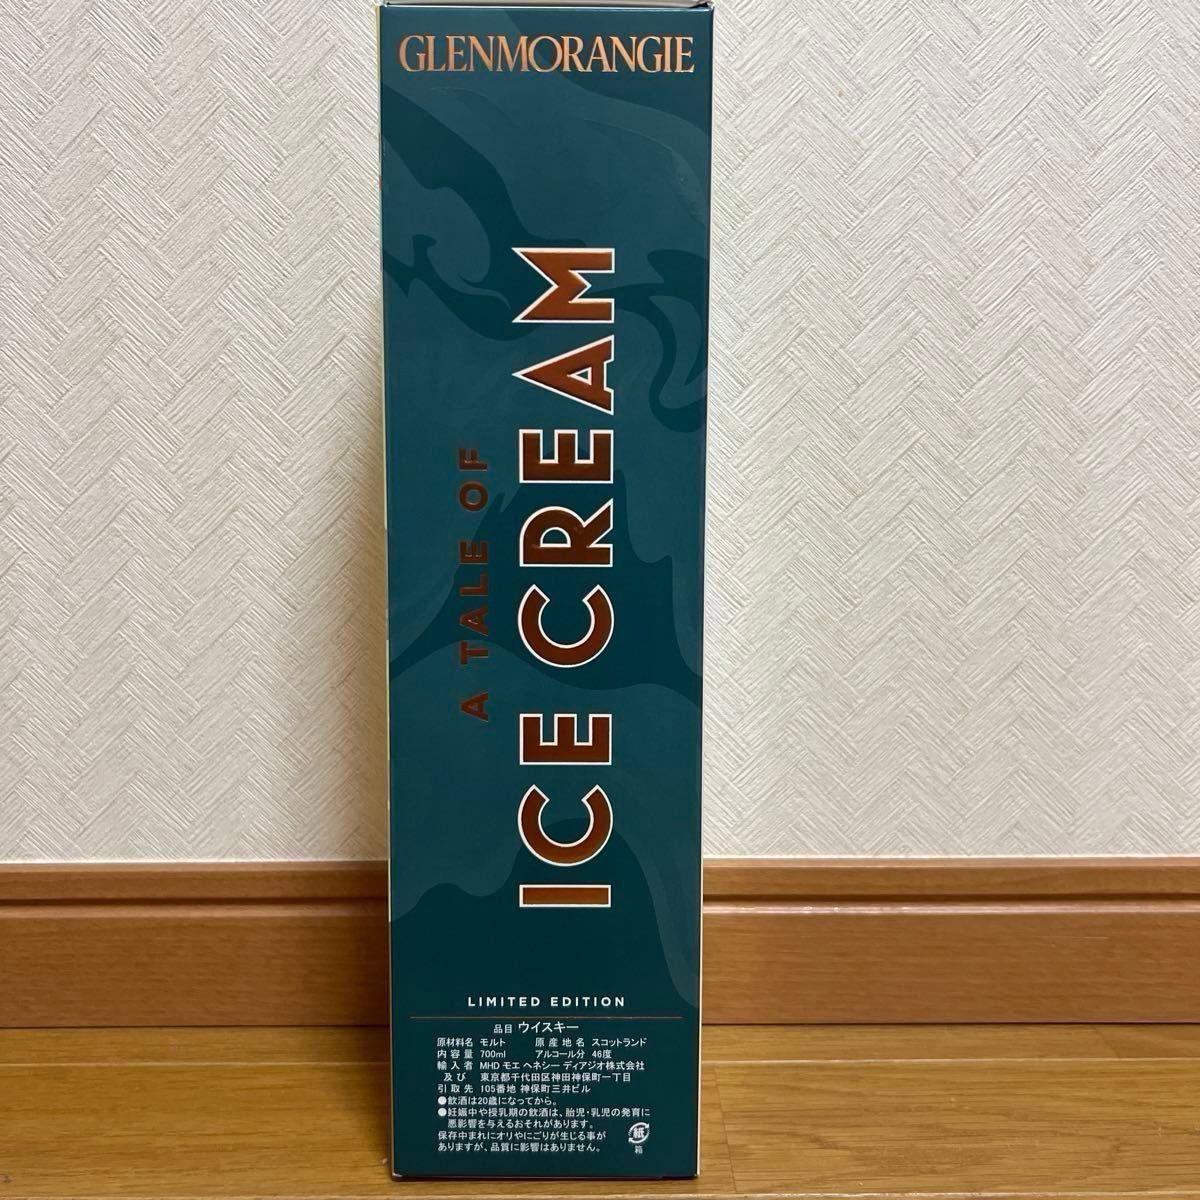 GLENMORANGIE
A TALE OF
ICE CREAM
LIMITED EDITION
品目 ウイスキー
原材料名 モルト 原産地名 スコットランド
内容量 700ml アルコール分 46度
輸入者 MHD モエ ヘネシー ディアジオ株式会社
及び 東京都千代田区神田神保町一丁目
引取先 105番地 神保町三井ビル
●飲酒は20歳になってから。
●妊娠中や授乳期の飲酒は、胎児・乳児の発育に
悪影響を与えるおそれがあります。
保存中まれにオリやにごりが生じる事が
ありますが、品質に影響はありません。
紙
箱